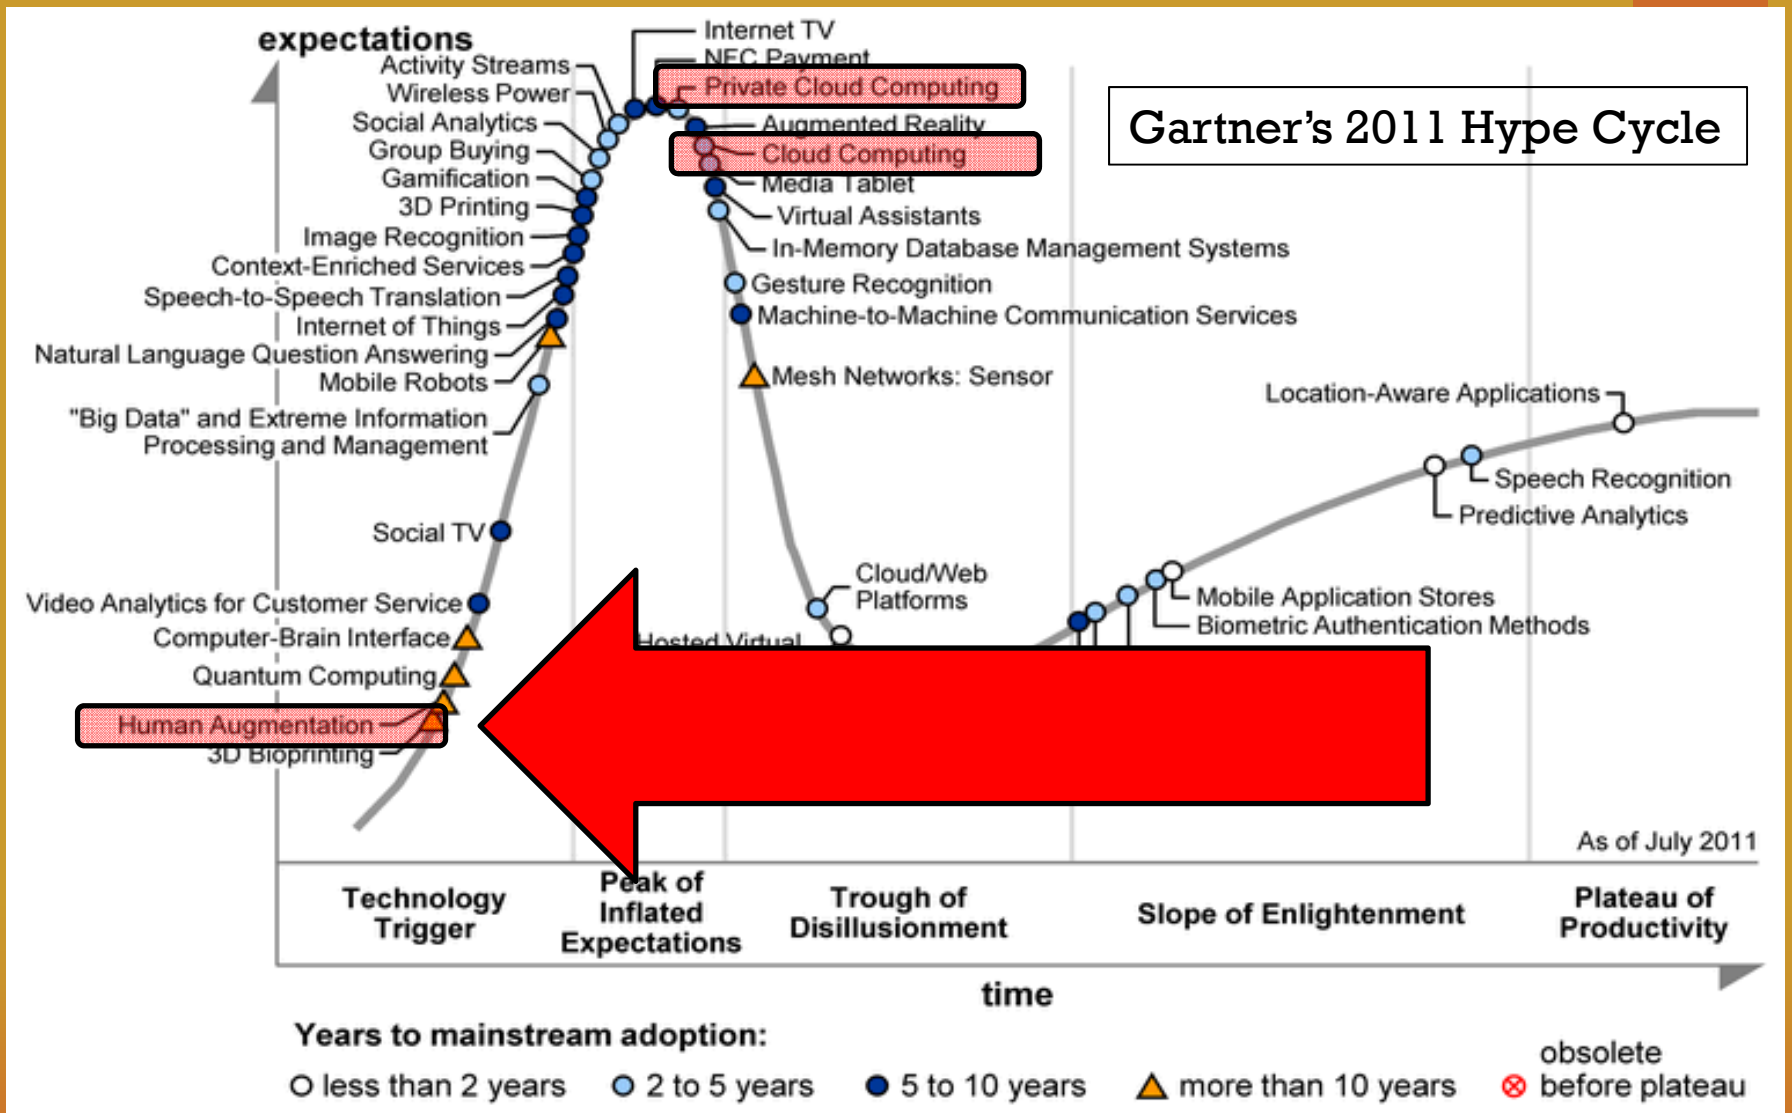 expectations
Internet TV
NFC Payment
Private Cloud Computing
Augmented Reality
Cloud Computing
Media Tablet
Virtual Assistants
In-Memory Database Management Systems
Gesture Recognition
Machine-to-Machine Communication Services
Mesh Networks: Sensor
Gartner’s 2011 Hype Cycle
Activity Streams
Wireless Power
Social Analytics
Group Buying
Gamification
3D Printing
Image Recognition
Context-Enriched Services
Speech-to-Speech Translation
Internet of Things
Natural Language Question Answering
Mobile Robots
"Big Data" and Extreme Information
Processing and Management
Social TV
Video Analytics for Customer Service
Computer-Brain Interface
Quantum Computing
Human Augmentation
3D Bioprinting
Cloud/Web
Platforms
Hosted Virtual
Location-Aware Applications
Speech Recognition
Predictive Analytics
Mobile Application Stores
Biometric Authentication Methods
As of July 2011
Technology
Trigger
Peak of
Inflated
Expectations
Trough of
Disillusionment
Slope of Enlightenment
Plateau of
Productivity
time
Years to mainstream adoption:
less than 2 years
2 to 5 years
5 to 10 years
more than 10 years
obsolete
before plateau